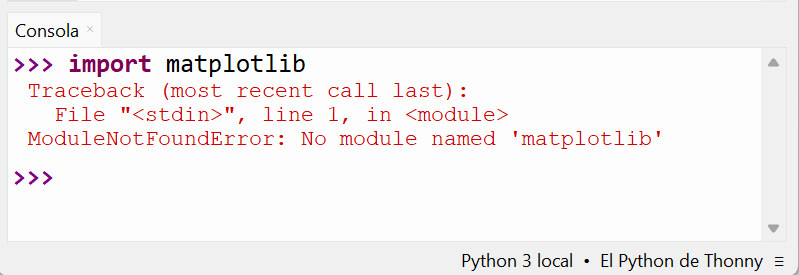 Consola
>>> import matplotlib
Traceback (most recent call last):
  File "<stdin>", line 1, in <module>
ModuleNotFoundError: No module named 'matplotlib'
>>>
Python 3 local • El Python de Thonny